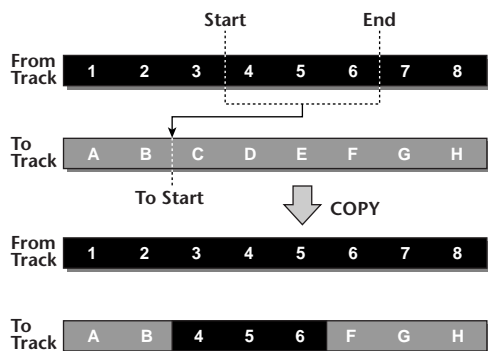 Start End
From Track 1 2 3 4 5 6 7 8
To Track A B C D E F G H
To Start
COPY
From Track 1 2 3 4 5 6 7 8
To Track A B 4 5 6 F G H